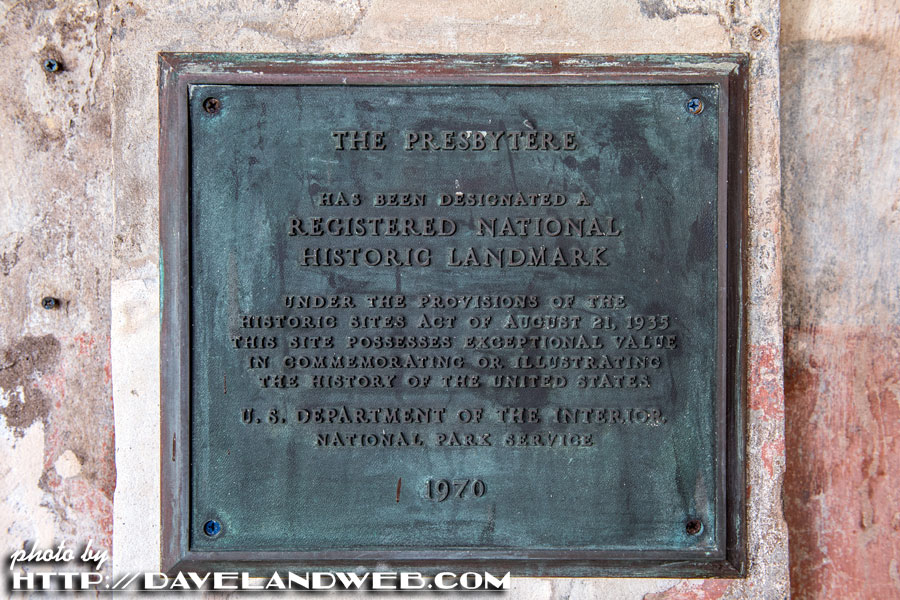 THE PRESBYTERE
HAS BEEN DESIGNATED A
REGISTERED NATIONAL
HISTORIC LANDMARK
UNDER THE PROVISIONS OF THE
HISTORIC SITES ACT OF AUGUST 21, 1935
THIS SITE POSSESSES EXCEPTIONAL VALUE
IN COMMEMORATING OR ILLUSTRATING
THE HISTORY OF THE UNITED STATES
U. S. DEPARTMENT OF THE INTERIOR
NATIONAL PARK SERVICE
1970
photo by
HTTP://DAVELANDWEB.COM